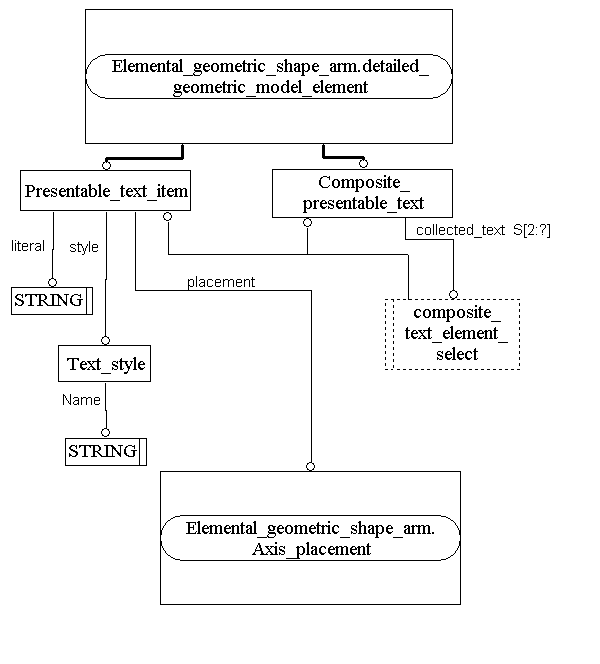 Elemental_geometric_shape_arm.detailed_
geometric_model_element
Presentable_text_item
Composite_
presentable_text
literal
style
collected_text S[2:?]
placement
STRING
composite_
text_element_
select
Text_style
Name
STRING
Elemental_geometric_shape_arm.
Axis_placement